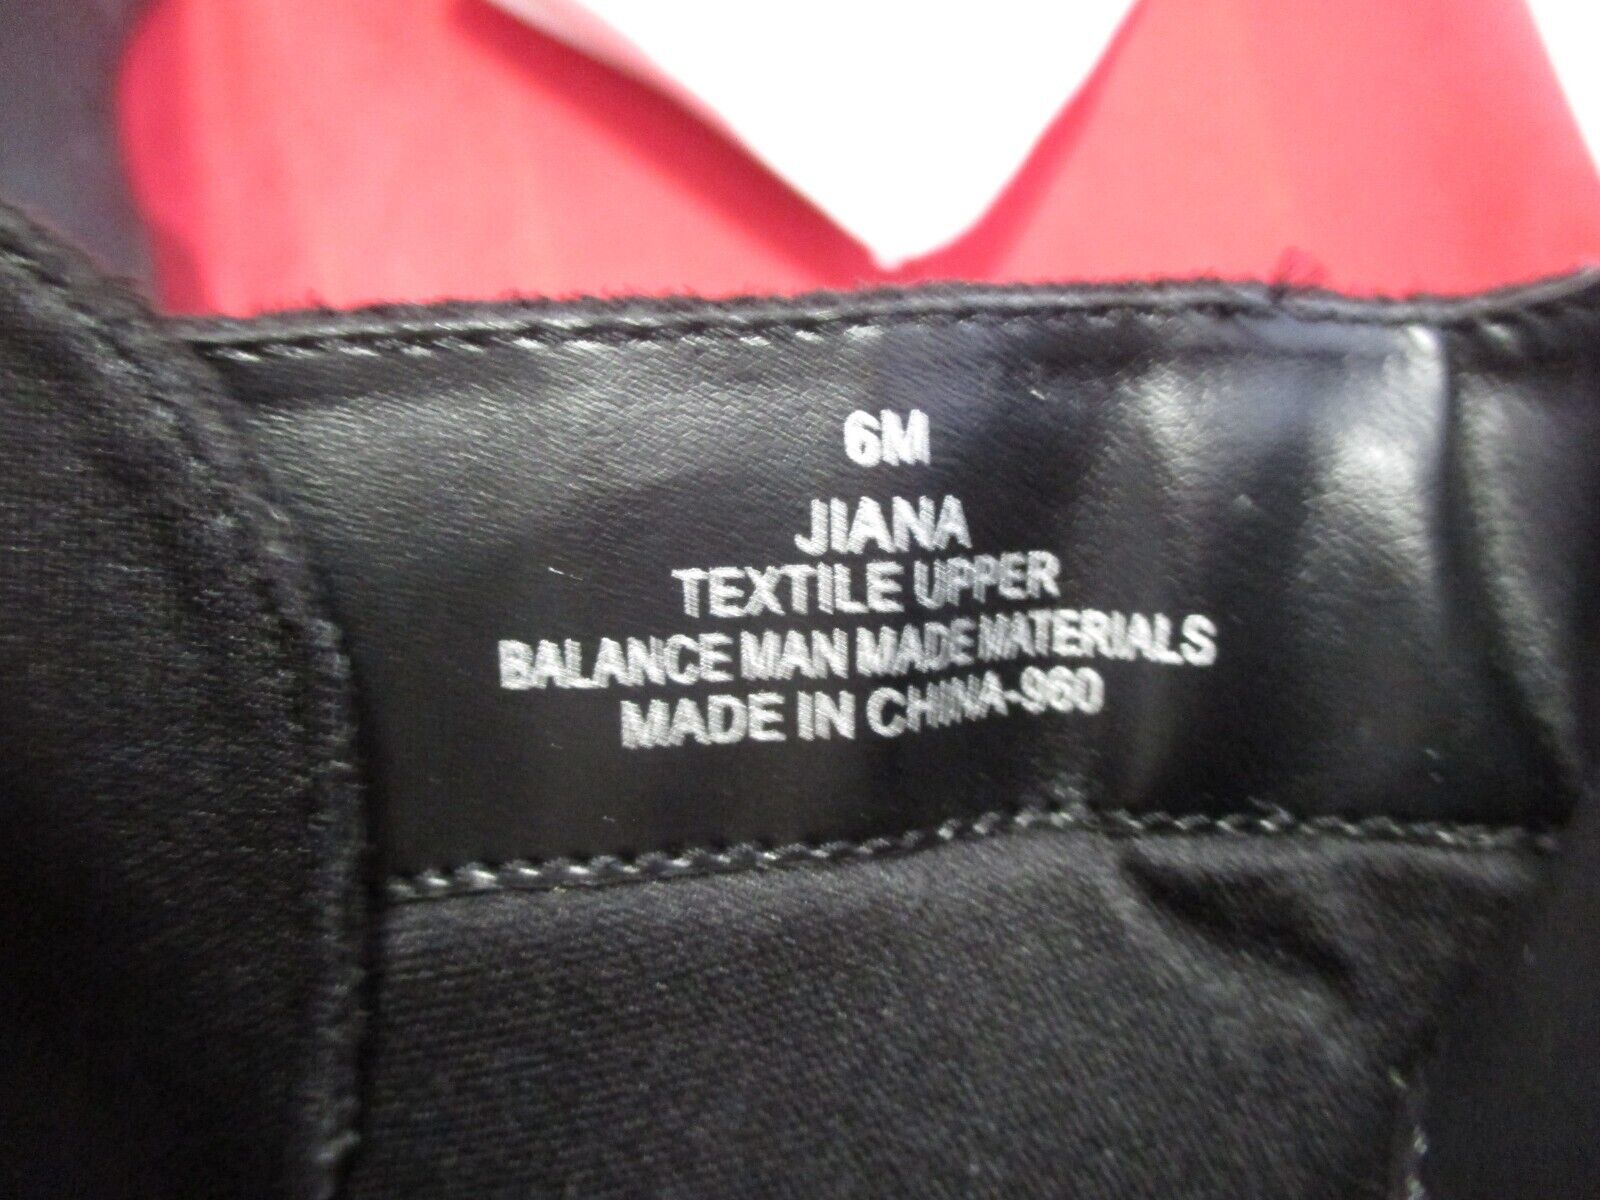 6M
JIANA
TEXTILE UPPER
BALANCE MAN MADE MATERIALS
MADE IN CHINA-960